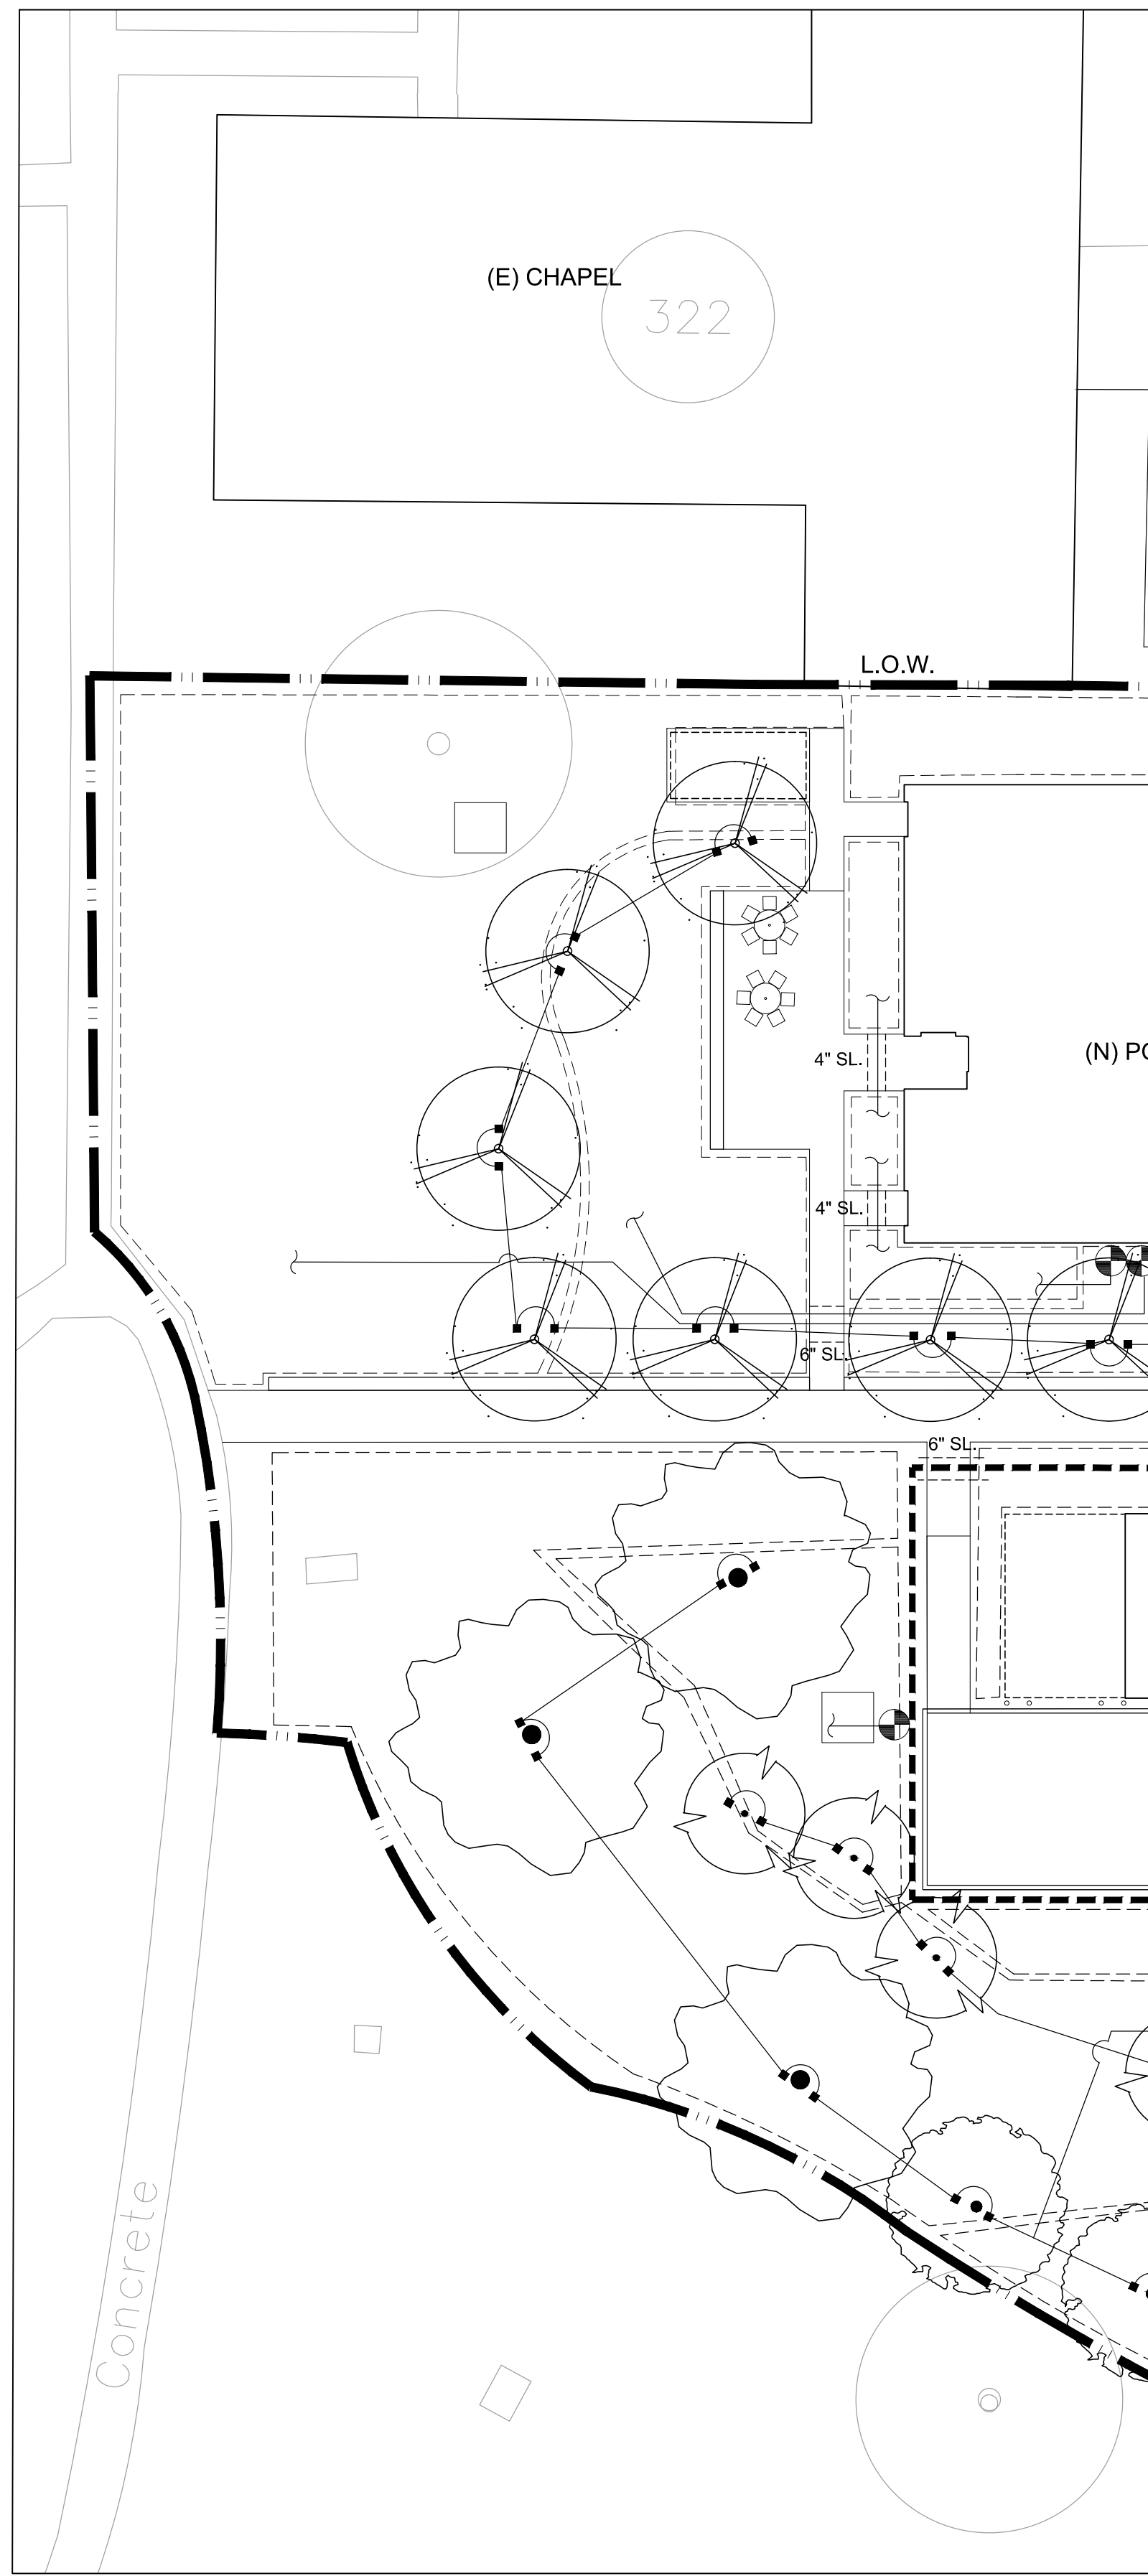 (E) CHAPEL
322
L.O.W.
4" SL.
(N) PO
4" SL.
6" SL.
6" SL.
Concrete